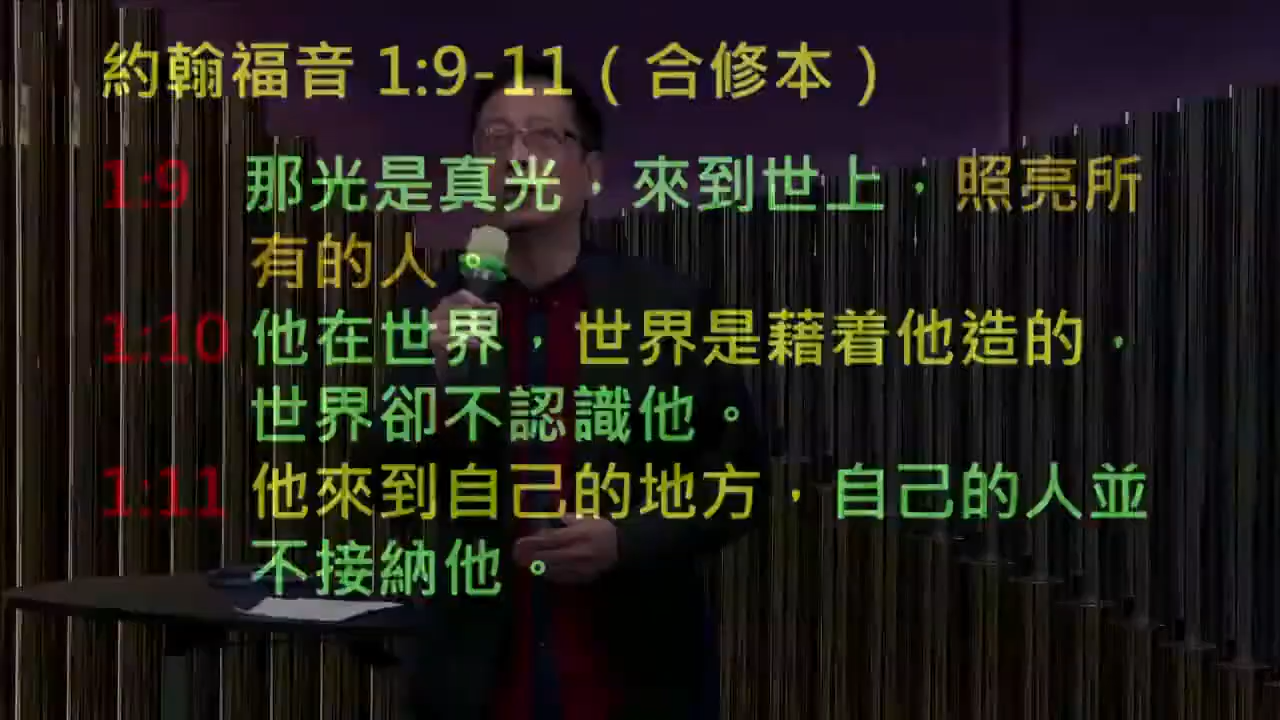 約翰福音 1:9-11（合修本）
1:9 那光是真光，來到世上，照亮所
有的人。
1:10 他在世界，世界是藉着他造的，
世界卻不認識他。
1:11 他來到自己的地方，自己的人並
不接納他。